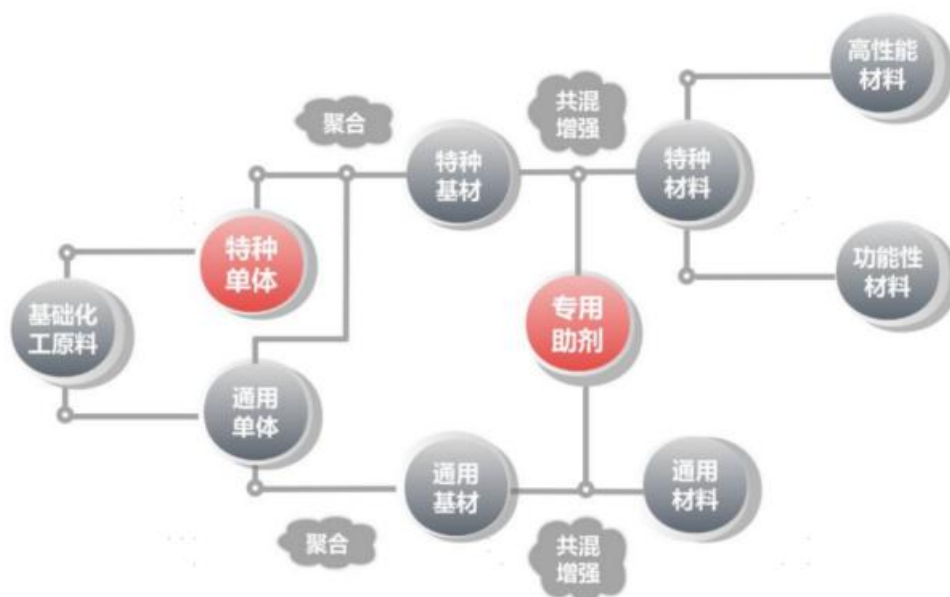 高性能
材料
共混
增强
聚合
特种
基材
特种
材料
特种
单体
功能性
材料
基础化
工原料
专用
助剂
通用
单体
通用
基材
通用
材料
聚合
共混
增强